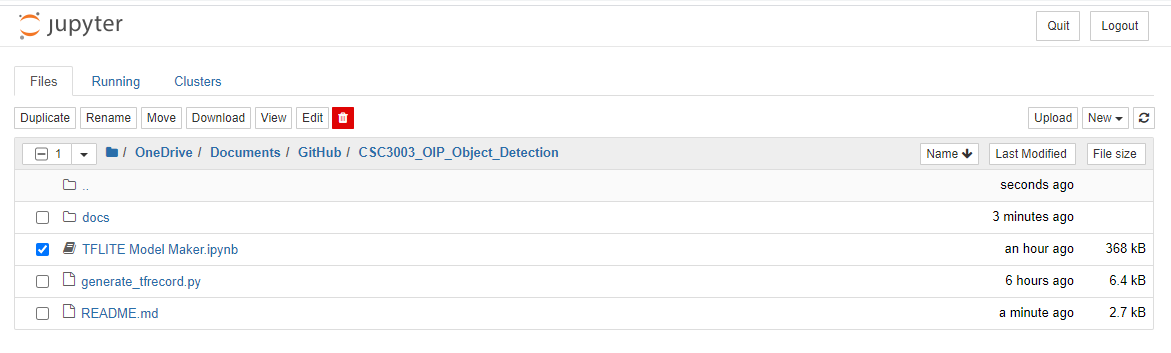 jupyter Quit Logout
Files Running Clusters
Duplicate Rename Move Download View Edit Upload New
1 / OneDrive / Documents / GitHub / CSC3003_OIP_Object_Detection Name Last Modified File size
.. seconds ago
docs 3 minutes ago
TFLITE Model Maker.ipynb an hour ago 368 kB
generate_tfrecord.py 6 hours ago 6.4 kB
README.md a minute ago 2.7 kB